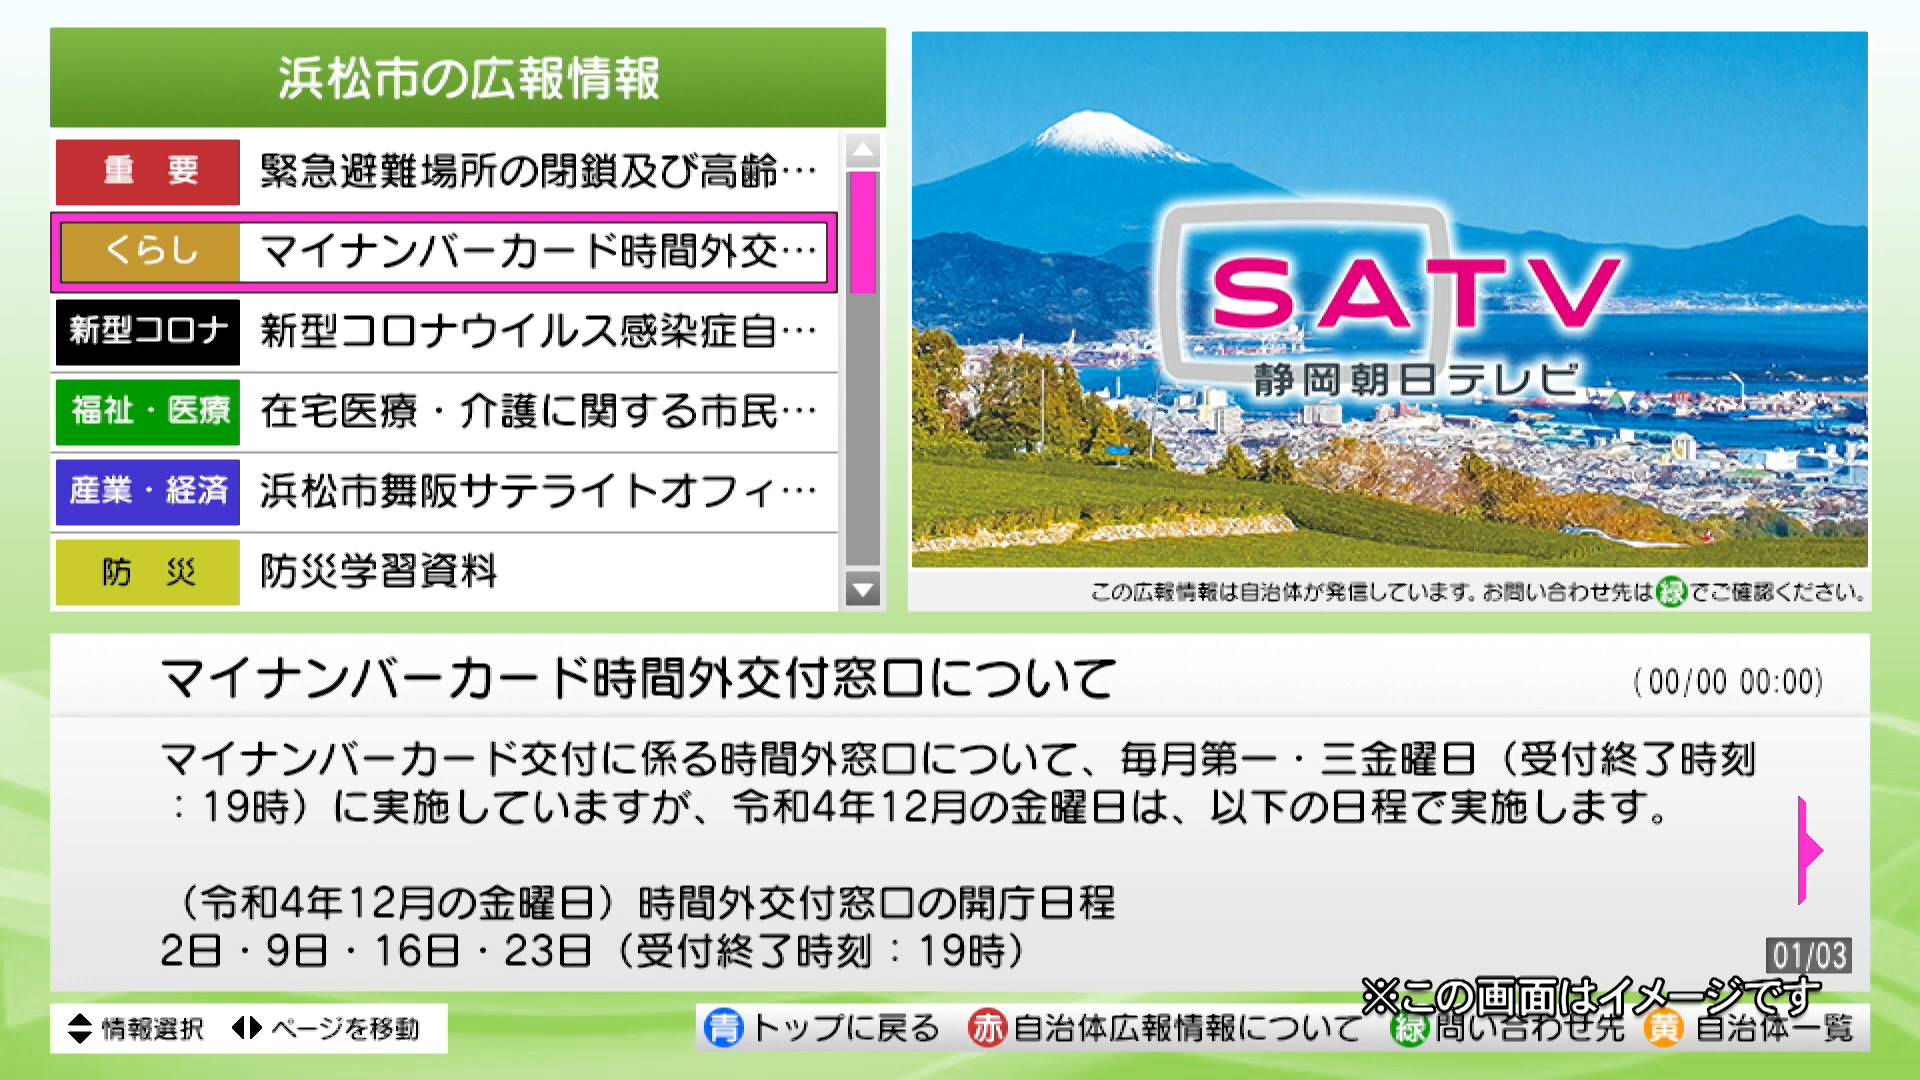 浜松市の広報情報
重　要　緊急避難場所の閉鎖及び高齢…
くらし　マイナンバーカード時間外交…
新型コロナ　新型コロナウイルス感染症自…
福祉・医療　在宅医療・介護に関する市民…
産業・経済　浜松市舞阪サテライトオフィ…
防　災　防災学習資料
SATV
静岡朝日テレビ
この広報情報は自治体が発信しています。お問い合わせ先は緑でご確認ください。
マイナンバーカード時間外交付窓口について
(00/00 00:00)
マイナンバーカード交付に係る時間外窓口について、毎月第一・三金曜日（受付終了時刻
：19時）に実施していますが、令和4年12月の金曜日は、以下の日程で実施します。
（令和4年12月の金曜日）時間外交付窓口の開庁日程
2日・9日・16日・23日（受付終了時刻：19時）
01/03
※この画面はイメージです
情報選択　ページを移動
青トップに戻る　赤自治体広報情報について　緑問い合わせ先　黄自治体一覧